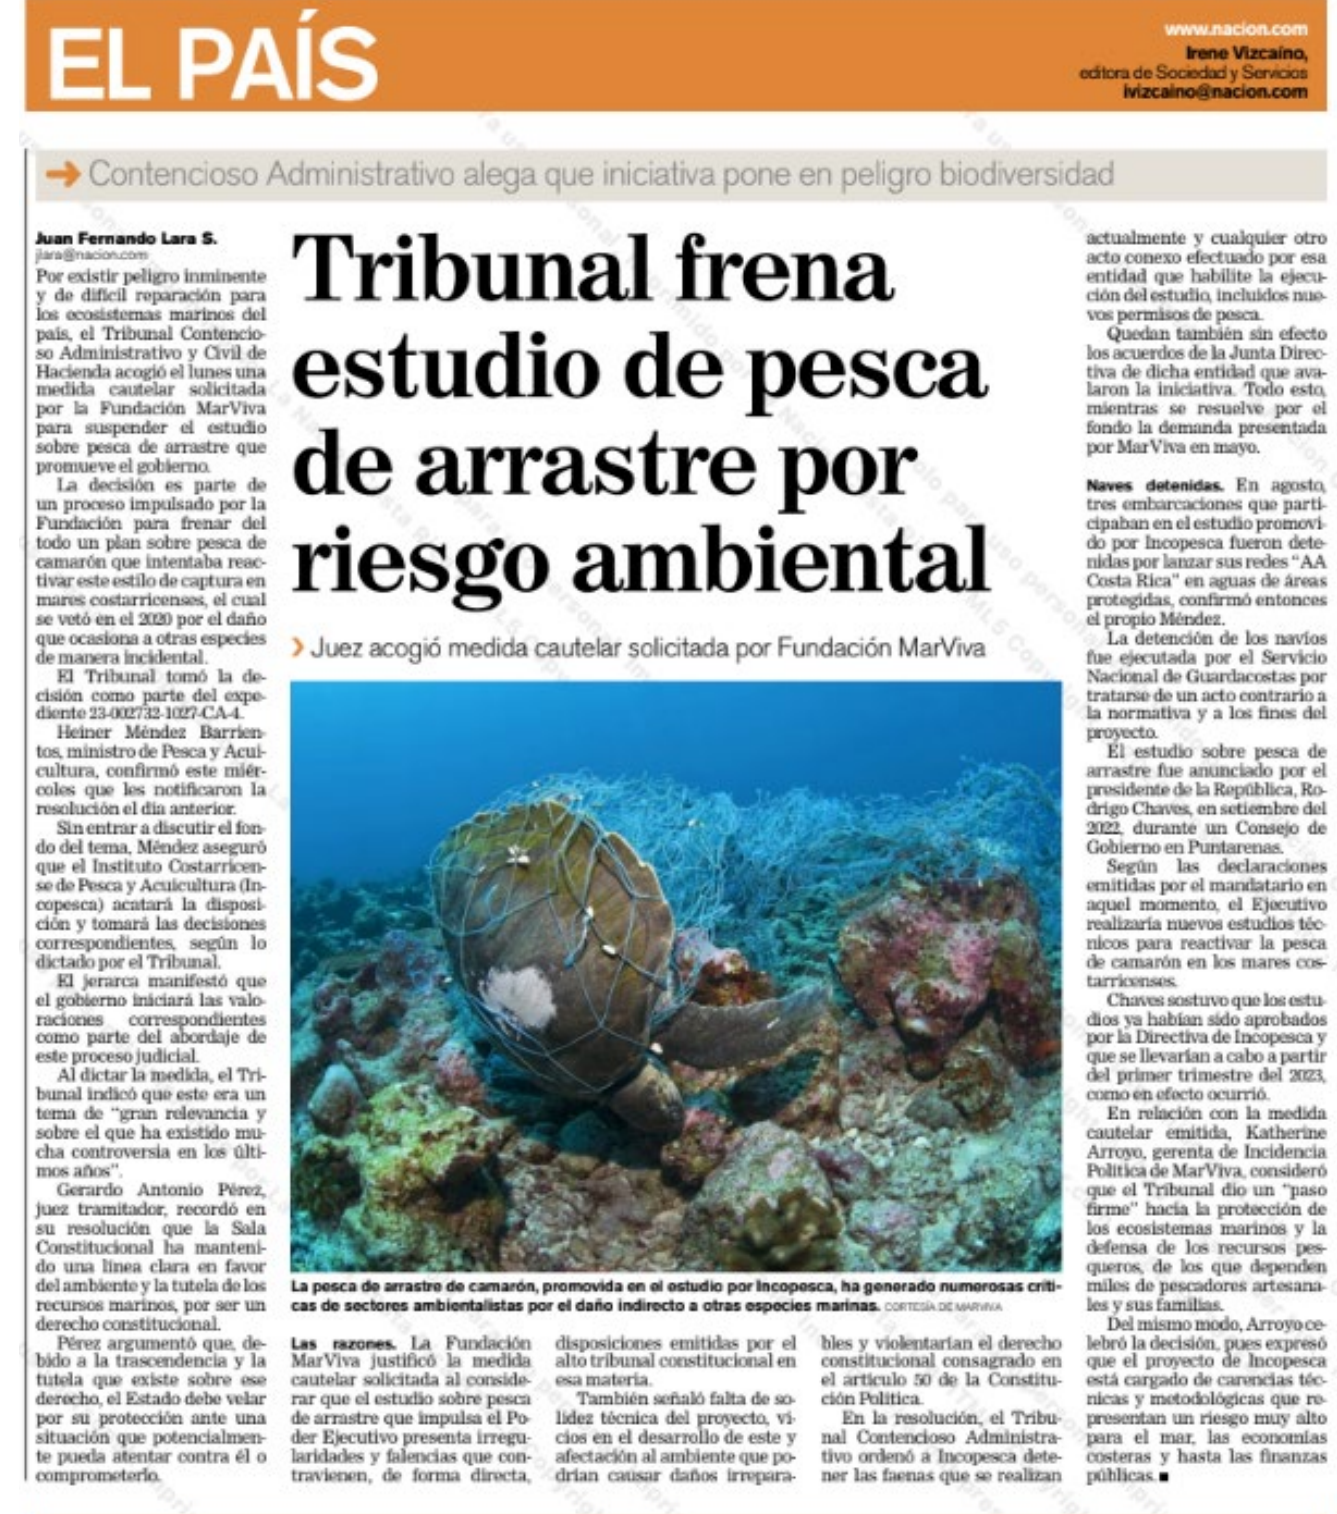 EL PAÍS
www.nacion.com
Irene Vizcaíno,
editora de Sociedad y Servicios
ivizcaino@nacion.com
Contencioso Administrativo alega que iniciativa pone en peligro biodiversidad
Juan Fernando Lara S.
jlara@nacion.com
Por existir peligro inminente
y de difícil reparación para
los ecosistemas marinos del
país, el Tribunal Contencio-
so Administrativo y Civil de
Hacienda acogió el lunes una
medida cautelar solicitada
por la Fundación MarViva
para suspender el estudio
sobre pesca de arrastre que
promueve el gobierno.
La decisión es parte de
un proceso impulsado por la
Fundación para frenar del
todo un plan sobre pesca de
camarón que intentaba reac-
tivar este estilo de captura en
mares costarricenses, el cual
se vetó en el 2020 por el daño
que ocasiona a otras especies
de manera incidental.
El Tribunal tomó la de-
cisión como parte del expe-
diente 23-002732-1027-CA-4.
Heiner Méndez Barrien-
tos, ministro de Pesca y Acui-
cultura, confirmó este miér-
coles que les notificaron la
resolución el día anterior.
Sin entrar a discutir el fon-
do del tema, Méndez aseguró
que el Instituto Costarricen-
se de Pesca y Acuicultura (In-
copesca) acatará la disposi-
ción y tomará las decisiones
correspondientes, según lo
dictado por el Tribunal.
El jerarca manifestó que
el gobierno iniciará las valo-
raciones correspondientes
como parte del abordaje de
este proceso judicial.
Al dictar la medida, el Tri-
bunal indicó que este era un
tema de “gran relevancia y
sobre el que ha existido mu-
cha controversia en los últi-
mos años”.
Gerardo Antonio Pérez,
juez tramitador, recordó en
su resolución que la Sala
Constitucional ha manteni-
do una línea clara en favor
del ambiente y la tutela de los
recursos marinos, por ser un
derecho constitucional.
Pérez argumentó que, de-
bido a la trascendencia y la
tutela que existe sobre ese
derecho, el Estado debe velar
por su protección ante una
situación que potencialmen-
te pueda atentar contra él o
comprometerlo.
Tribunal frena
estudio de pesca
de arrastre por
riesgo ambiental
Juez acogió medida cautelar solicitada por Fundación MarViva
La pesca de arrastre de camarón, promovida en el estudio por Incopesca, ha generado numerosas críti-
cas de sectores ambientalistas por el daño indirecto a otras especies marinas. CORTESÍA DE MARVIVA
Las razones. La Fundación
MarViva justificó la medida
cautelar solicitada al conside-
rar que el estudio sobre pesca
de arrastre que impulsa el Po-
der Ejecutivo presenta irregu-
laridades y falencias que con-
travienen, de forma directa,
disposiciones emitidas por el
alto tribunal constitucional en
esa materia.
También señaló falta de so-
lidez técnica del proyecto, vi-
cios en el desarrollo de este y
afectación al ambiente que po-
drían causar daños irrepara-
bles y violentarían el derecho
constitucional consagrado en
el artículo 50 de la Constitu-
ción Política.
En la resolución, el Tribu-
nal Contencioso Administra-
tivo ordenó a Incopesca dete-
ner las faenas que se realizan
actualmente y cualquier otro
acto conexo efectuado por esa
entidad que habilite la ejecu-
ción del estudio, incluidos nue-
vos permisos de pesca.
Quedan también sin efecto
los acuerdos de la Junta Direc-
tiva de dicha entidad que ava-
laron la iniciativa. Todo esto,
mientras se resuelve por el
fondo la demanda presentada
por MarViva en mayo.
Naves detenidas. En agosto,
tres embarcaciones que parti-
cipaban en el estudio promovi-
do por Incopesca fueron dete-
nidas por lanzar sus redes “AA
Costa Rica” en aguas de áreas
protegidas, confirmó entonces
el propio Méndez.
La detención de los navíos
fue ejecutada por el Servicio
Nacional de Guardacostas por
tratarse de un acto contrario a
la normativa y a los fines del
proyecto.
El estudio sobre pesca de
arrastre fue anunciado por el
presidente de la República, Ro-
drigo Chaves, en setiembre del
2022, durante un Consejo de
Gobierno en Puntarenas.
Según las declaraciones
emitidas por el mandatario en
aquel momento, el Ejecutivo
realizaría nuevos estudios téc-
nicos para reactivar la pesca
de camarón en los mares cos-
tarricenses.
Chaves sostuvo que los estu-
dios ya habían sido aprobados
por la Directiva de Incopesca y
que se llevarían a cabo a partir
del primer trimestre del 2023,
como en efecto ocurrió.
En relación con la medida
cautelar emitida, Katherine
Arroyo, gerenta de Incidencia
Política de MarViva, consideró
que el Tribunal dio un “paso
firme” hacia la protección de
los ecosistemas marinos y la
defensa de los recursos pes-
queros, de los que dependen
miles de pescadores artesana-
les y sus familias.
Del mismo modo, Arroyo ce-
lebró la decisión, pues expresó
que el proyecto de Incopesca
está cargado de carencias téc-
nicas y metodológicas que re-
presentan un riesgo muy alto
para el mar, las economías
costeras y hasta las finanzas
públicas.